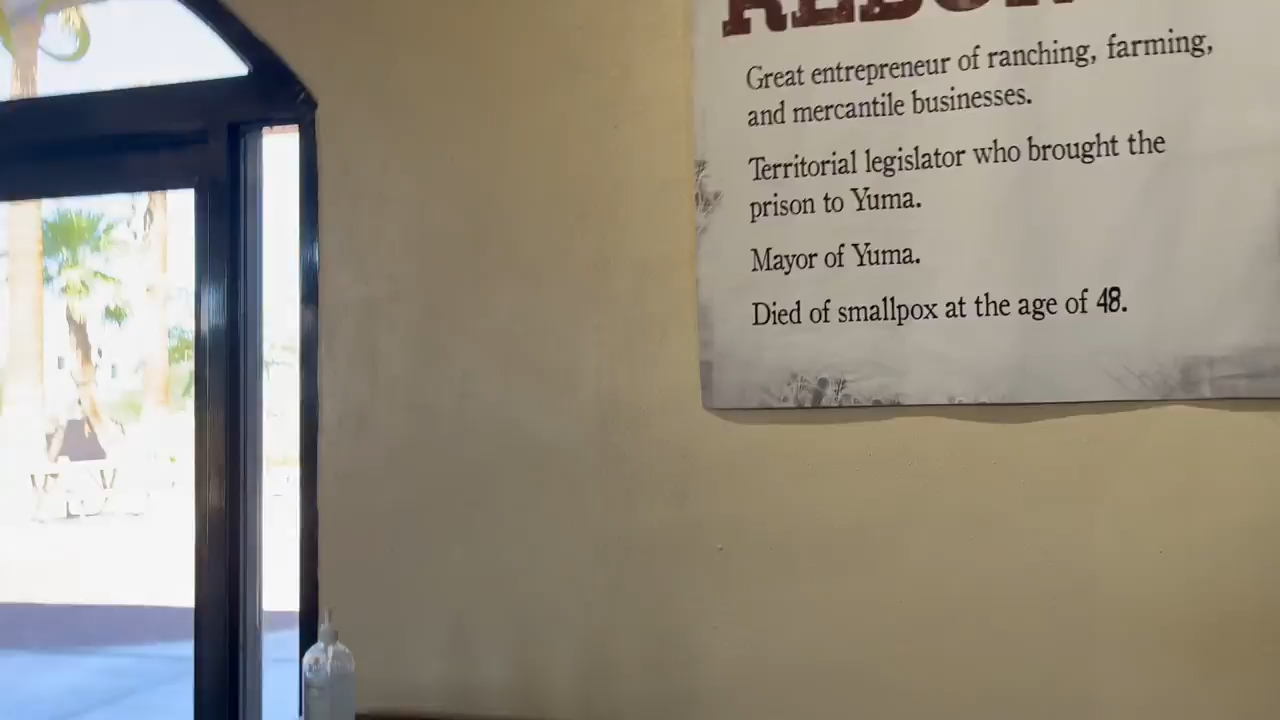 Great entrepreneur of ranching, farming,
and mercantile businesses.
Territorial legislator who brought the
prison to Yuma.
Mayor of Yuma.
Died of smallpox at the age of 48.